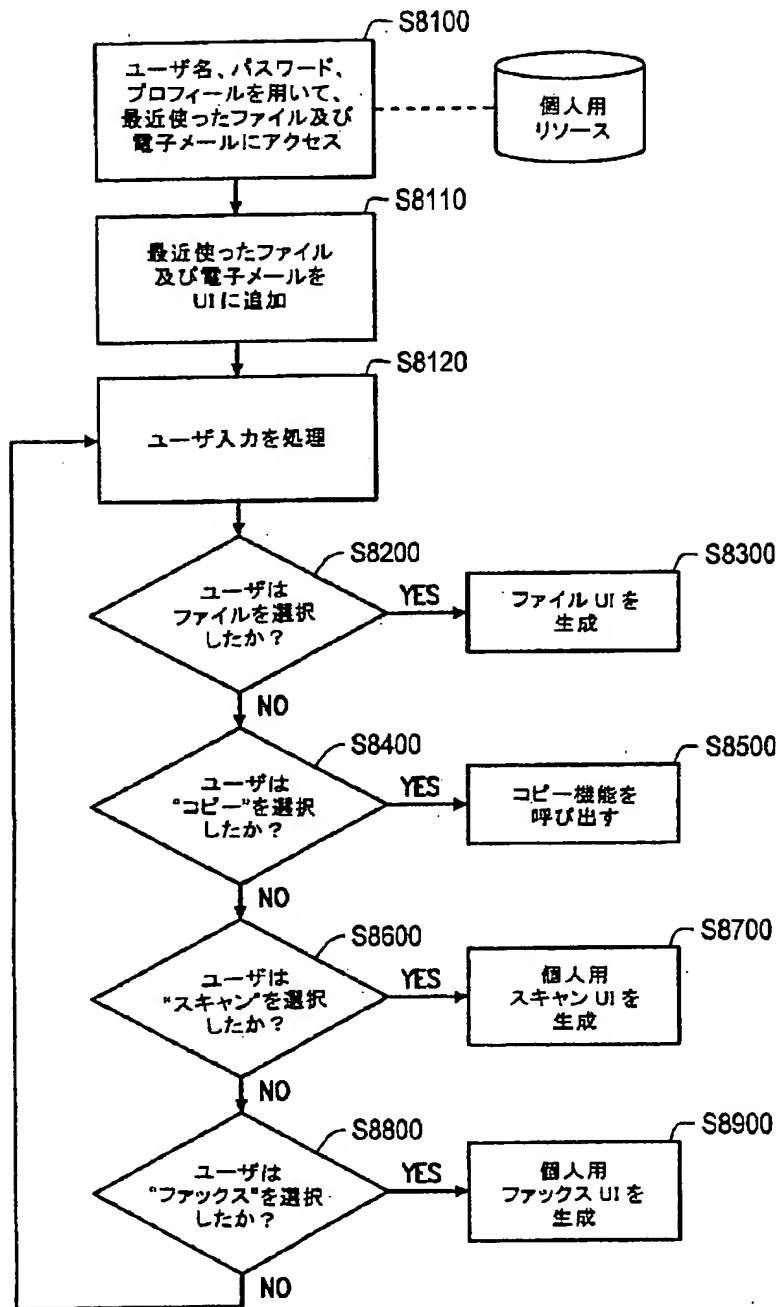 S8100
ユーザ名、パスワード、
プロフィールを用いて、
最近使ったファイル及び
電子メールにアクセス
個人用
リソース
S8110
最近使ったファイル
及び電子メールを
UIに追加
S8120
ユーザ入力を処理
S8200
ユーザは
ファイルを選択
したか？
YES
S8300
ファイル UI を
生成
NO
S8400
ユーザは
“コピー”を選択
したか？
YES
S8500
コピー機能を
呼び出す
NO
S8600
ユーザは
“スキャン”を選択
したか？
YES
S8700
個人用
スキャン UI を
生成
NO
S8800
ユーザは
“ファックス”を選択
したか？
YES
S8900
個人用
ファックス UI を
生成
NO